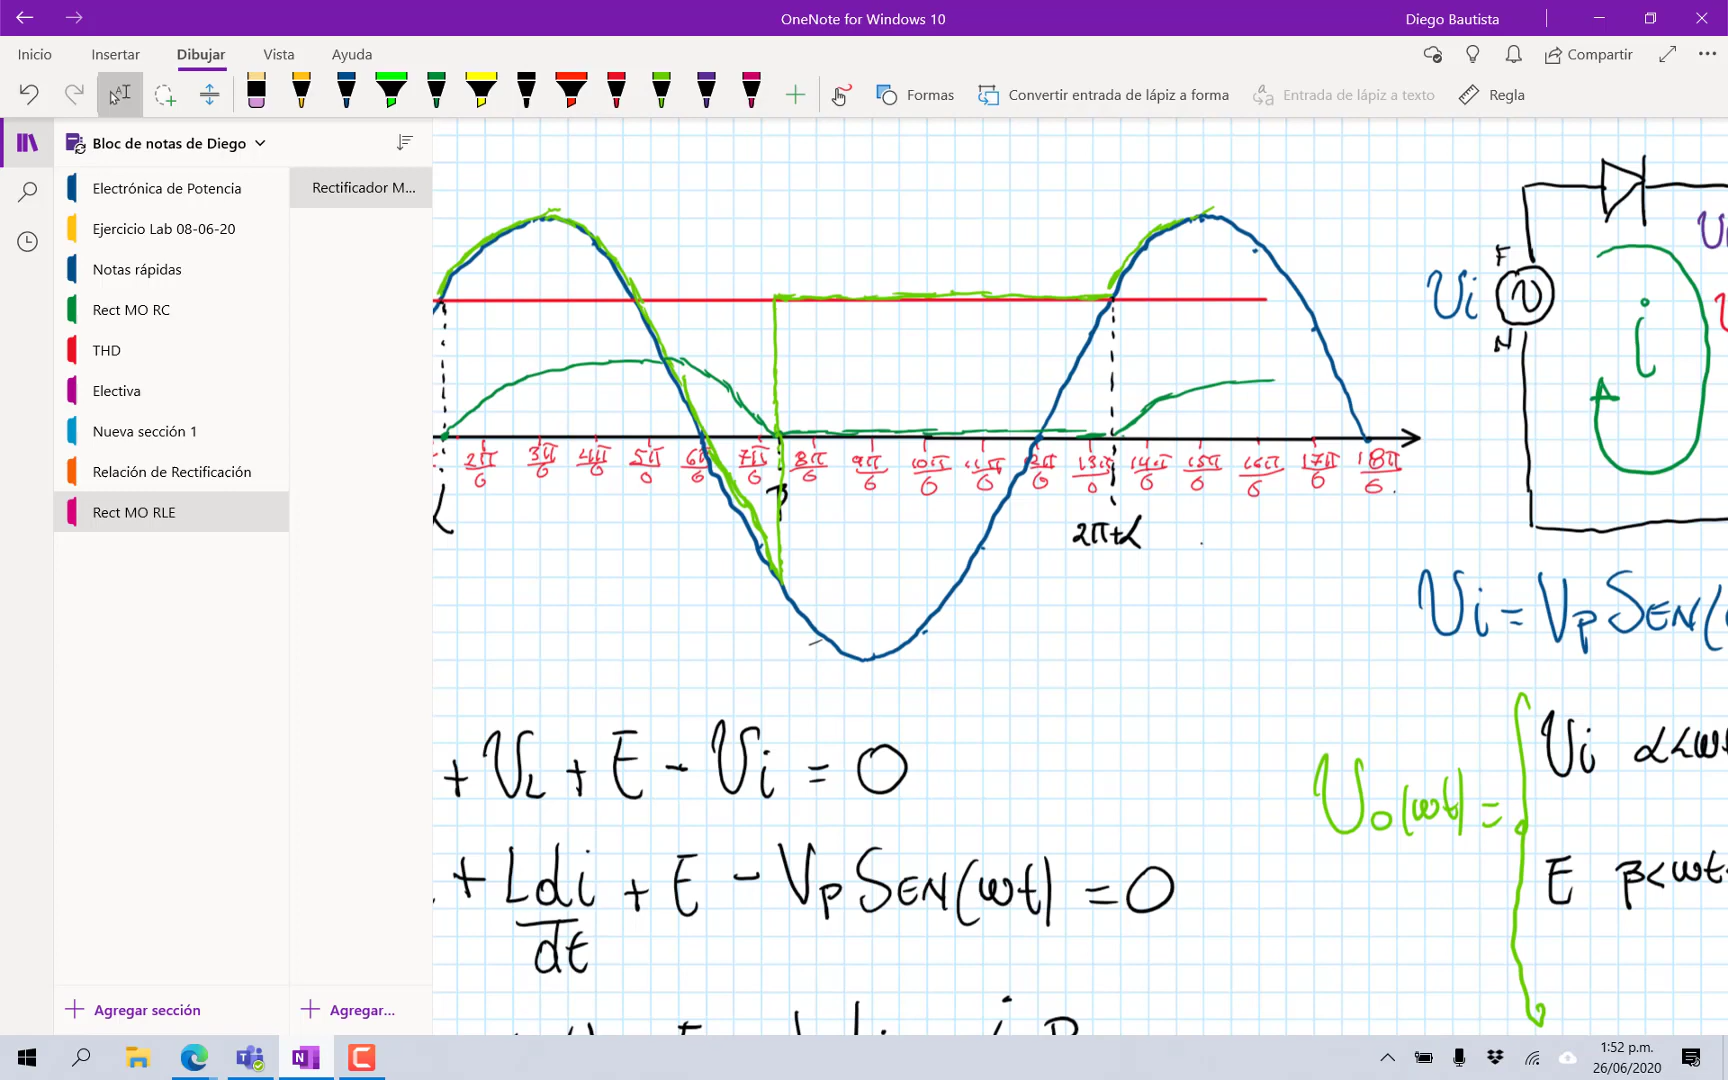 OneNote for Windows 10
Diego Bautista
Inicio
Insertar
Dibujar
Vista
Ayuda
Compartir
Formas
Convertir entrada de lápiz a forma
Entrada de lápiz a texto
Regla
Bloc de notas de Diego
Electrónica de Potencia
Ejercicio Lab 08-06-20
Notas rápidas
Rect MO RC
THD
Electiva
Nueva sección 1
Relación de Rectificación
Rect MO RLE
Rectificador M...
Agregar sección
Agregar...
2π/6 3π/6 4π/6 5π/6 6π/6 7π/6 8π/6 9π/6 10π/6 11π/6 12π/6 13π/6 14π/6 15π/6 16π/6 17π/6 18π/6
α
β
2π+α
F
Vi
N
i
Vi = Vp SEN(
+ VL + E - Vi = 0
+ L di/dt + E - Vp SEN(ωt) = 0
Vo(ωt) =
Vi α<ωt
E β<ωt
1:52 p.m.
26/06/2020